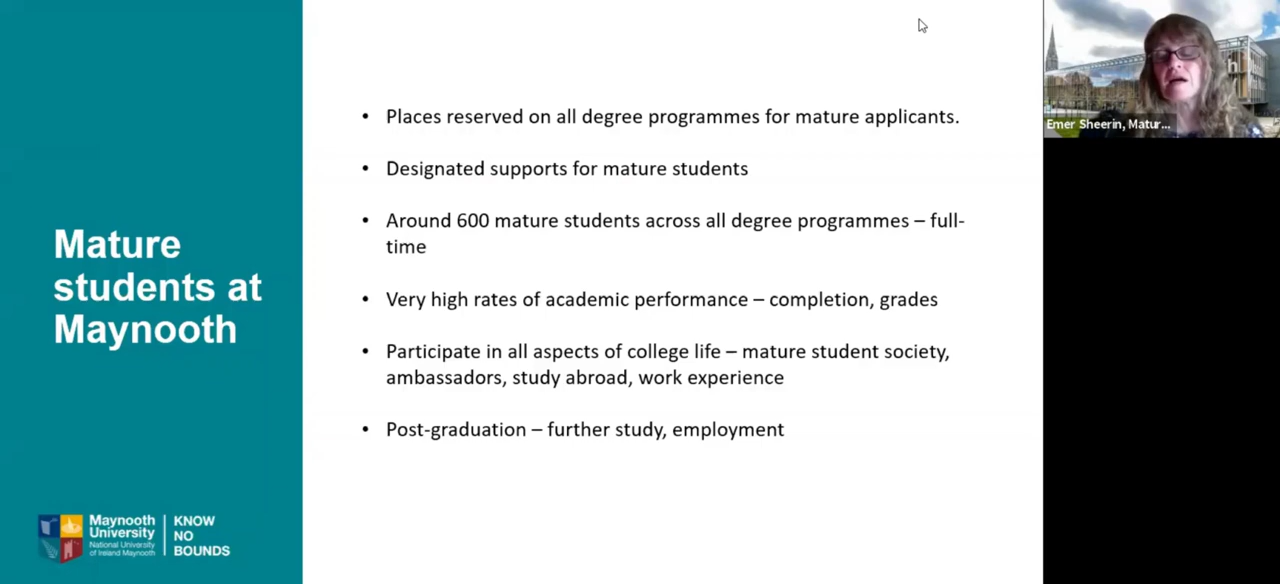 Mature
students at
Maynooth
• Places reserved on all degree programmes for mature applicants.
• Designated supports for mature students
• Around 600 mature students across all degree programmes – full-
time
• Very high rates of academic performance – completion, grades
• Participate in all aspects of college life – mature student society,
ambassadors, study abroad, work experience
• Post-graduation – further study, employment
Maynooth
University
National University
of Ireland Maynooth
KNOW
NO
BOUNDS
Emer Sheerin, Matur...